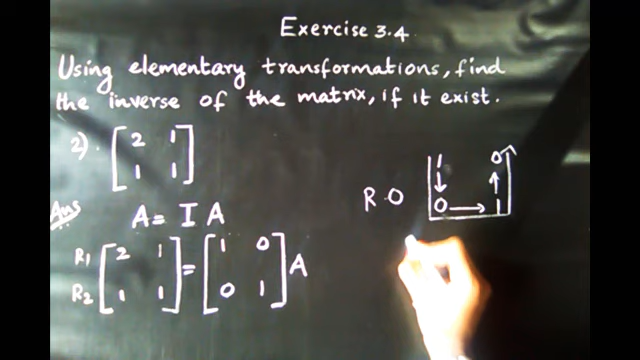 Exercise 3.4
Using elementary transformations, find
the inverse of the matrix, if it exist.
2). [2 1
1 1]
Ans
A = I A
R1 [2 1
R2 1 1] = [1 0
0 1] A
R O
1 0
0 1